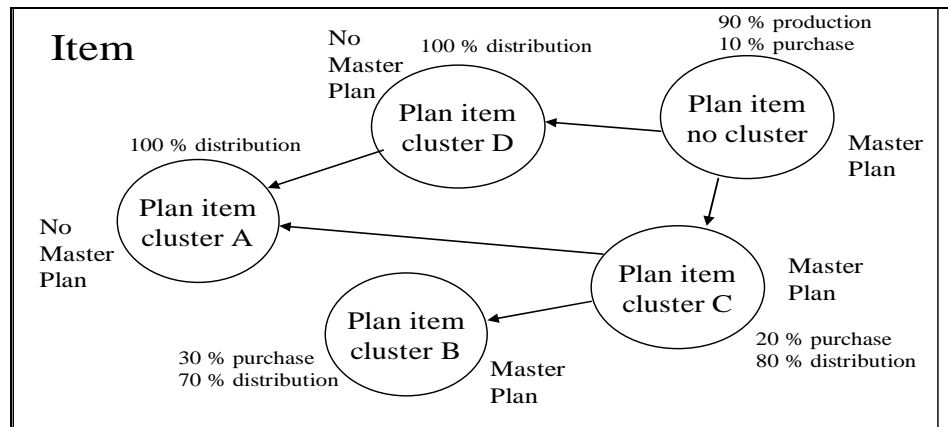 Item
No
Master
Plan
100 % distribution
90 % production
10 % purchase
Plan item
cluster D
Plan item
no cluster
Master
Plan
100 % distribution
Plan item
cluster A
No
Master
Plan
Plan item
cluster C
Master
Plan
20 % purchase
80 % distribution
Plan item
cluster B
30 % purchase
70 % distribution
Master
Plan